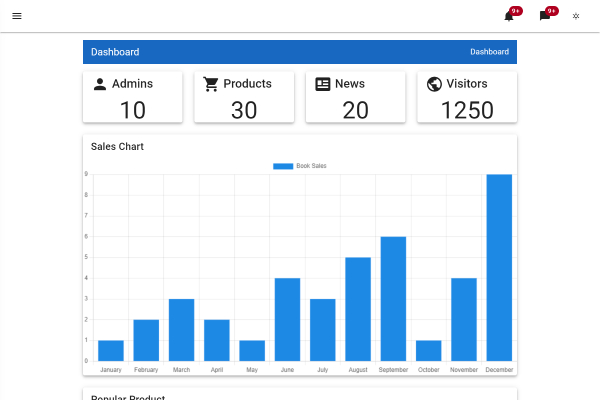 9+ 9+
Dashboard Dashboard
Admins Products News Visitors
10 30 20 1250
Sales Chart
Book Sales
9
8
7
6
5
4
3
2
1
0
January February March April May June July August September October November December
Popular Product